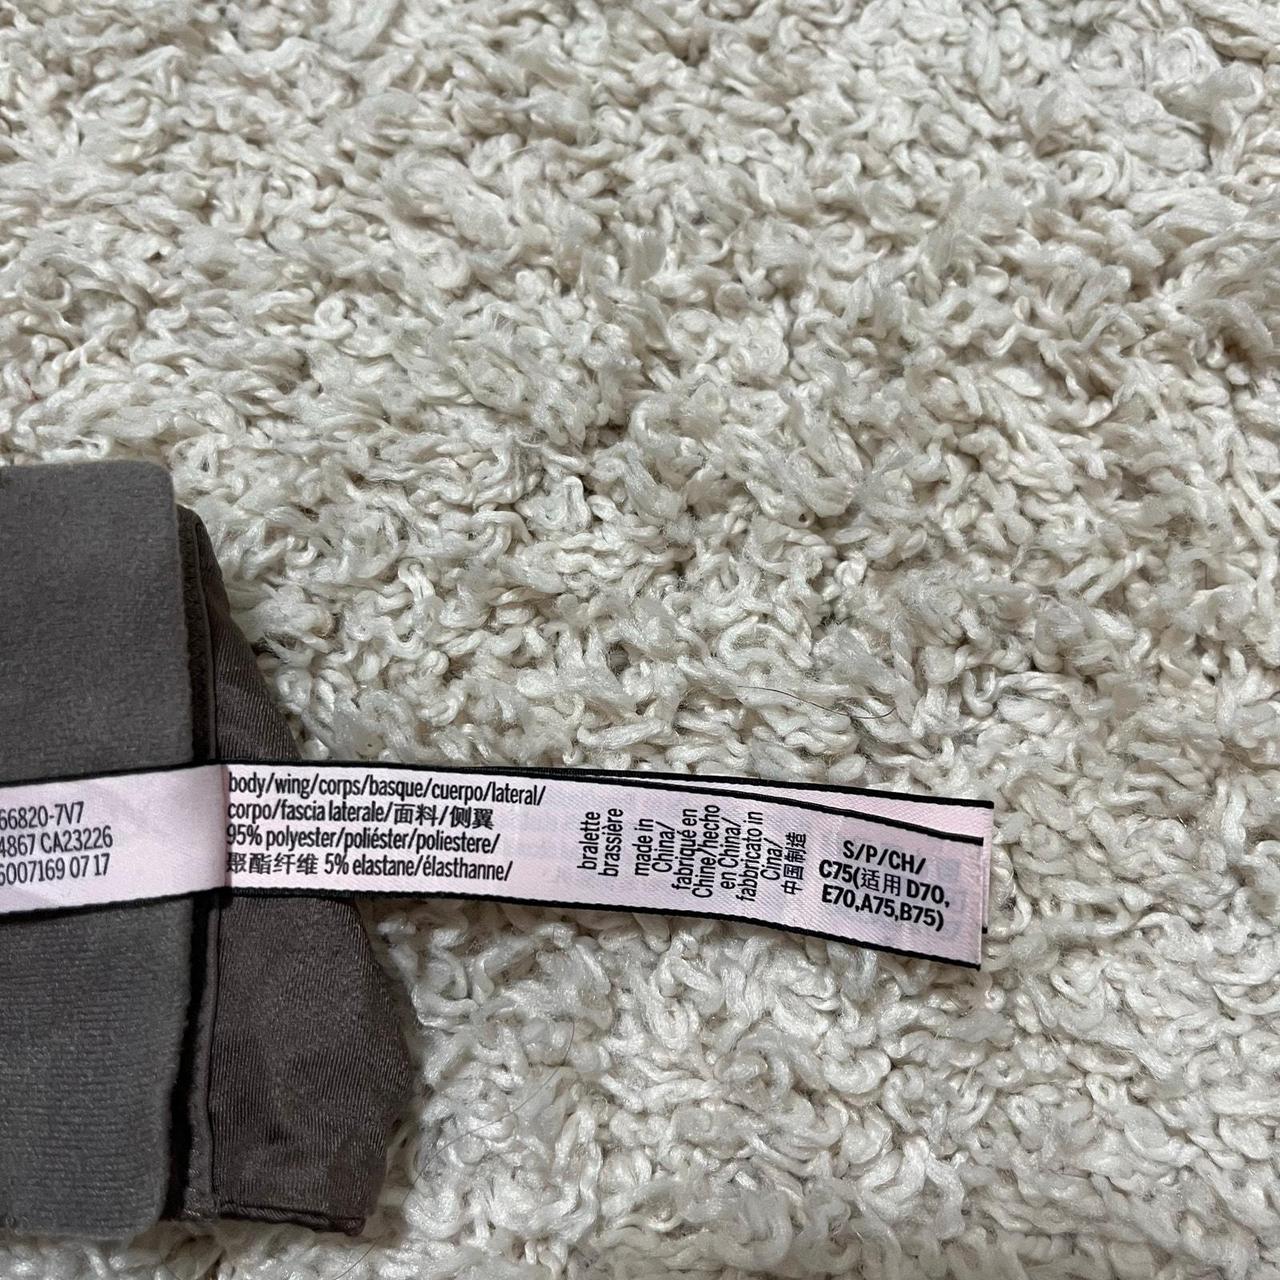 66820-7V7
4867 CA23226
6007169 07 17
body/wing/corps/basque/cuerpo/lateral/
corpo/fascia laterale/面料/侧翼
95% polyester/poliéster/poliestere/
聚酯纤维 5% elastane/élasthanne/
bralette
brassière
made in
China/
fabriqué en
Chine/hecho
en China/
fabbricato in
Cina/
中国制造
S/P/CH/
C75(适用 D70,
E70,A75,B75)